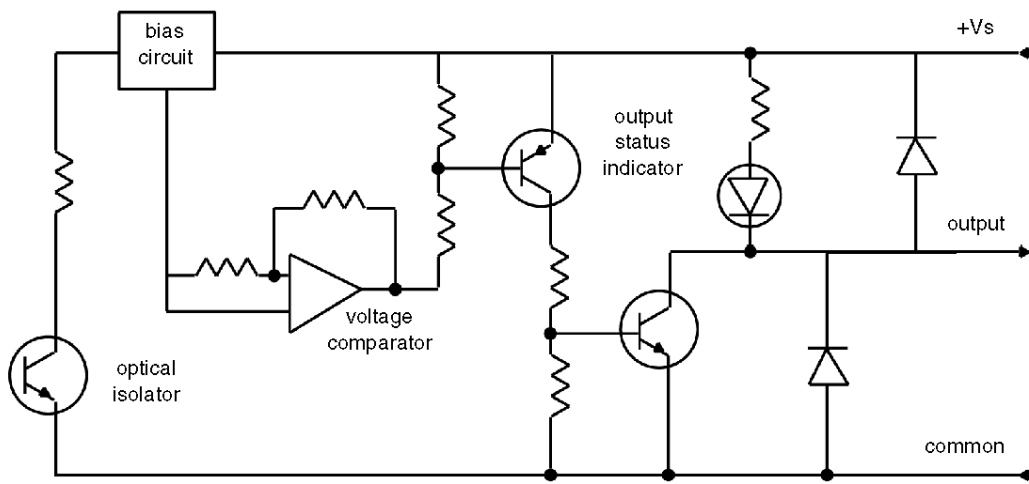 bias
circuit
+Vs
output
status
indicator
output
voltage
comparator
optical
isolator
common